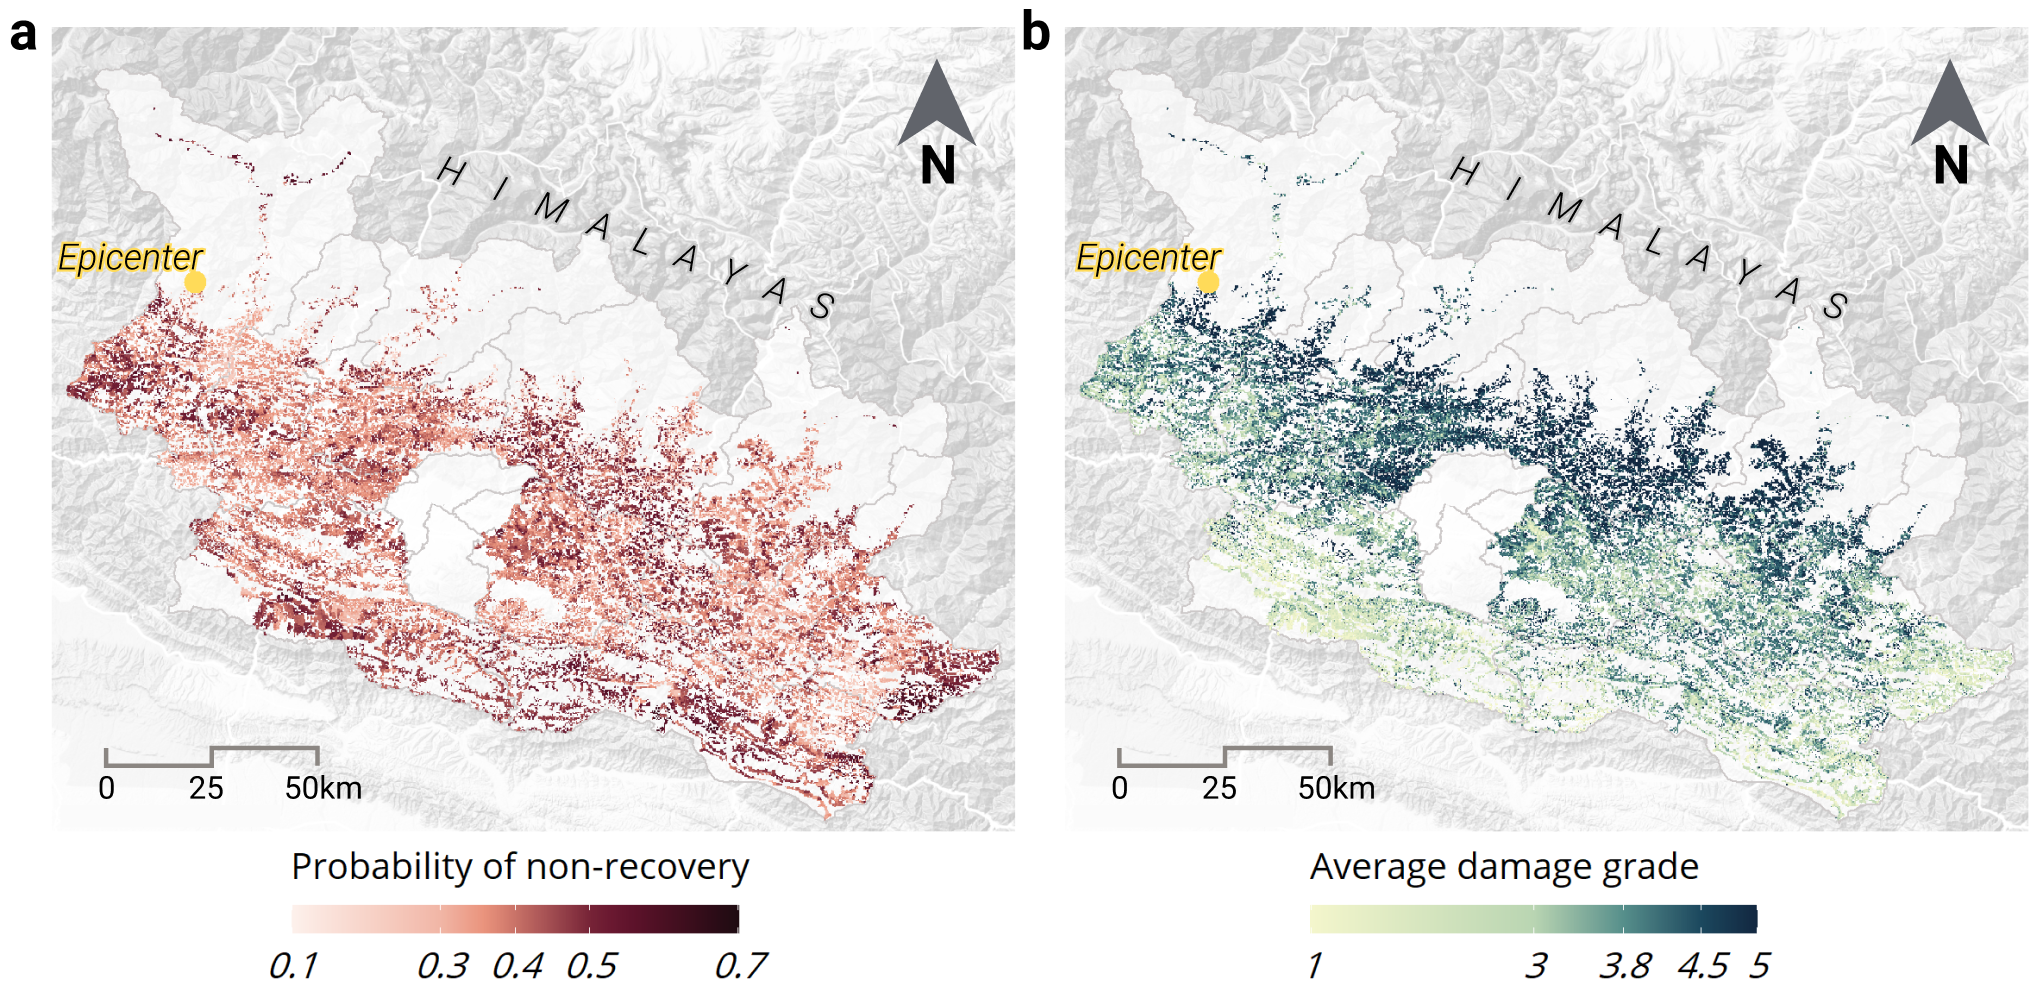 a
N
HIMALAYAS
Epicenter
0 25 50km
Probability of non-recovery
0.1 0.3 0.4 0.5 0.7
b
N
HIMALAYAS
Epicenter
0 25 50km
Average damage grade
1 3 3.8 4.5 5